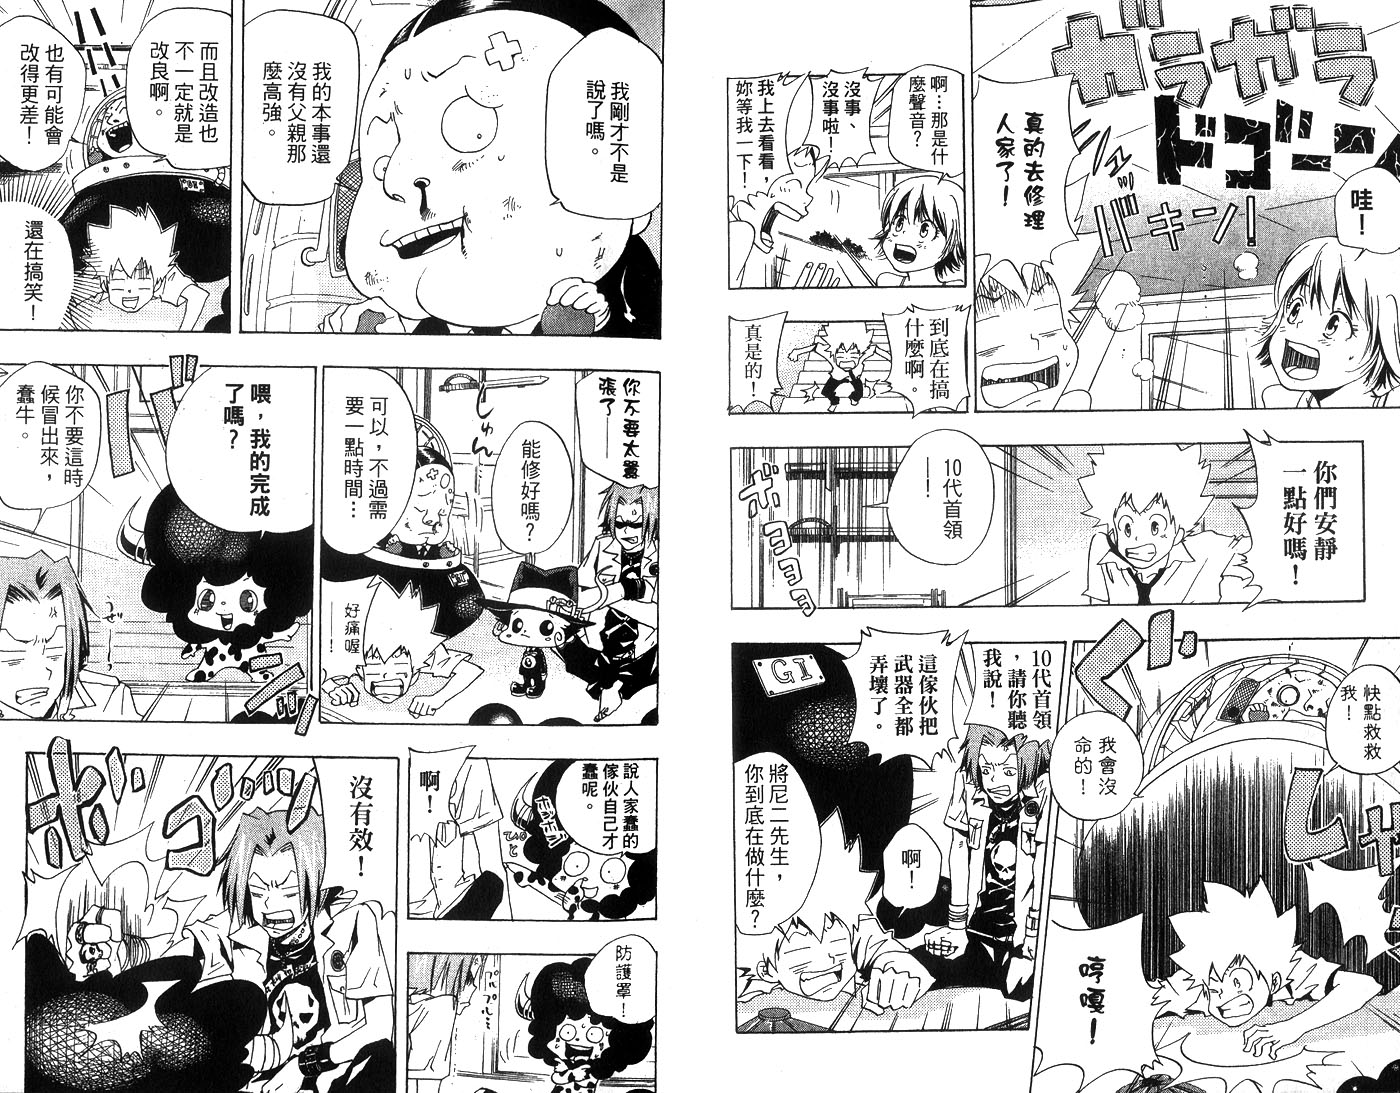 ガラガラ
ドゴーン
バキーン!
哇!
真的去修理
人家了!
啊…那是什
麼聲音?
沒事、
沒事啦!
我上去看看,
妳等我一下!
到底在搞
什麼啊。
真是的!
你們安靜
一點好嗎!
10代首領
——!
ボヨヨヨ
快點救救
我!
我會沒
命的!
ぐしゃ
哼嘎!
10代首領
,請你聽
我說!
這傢伙把
武器全都
弄壞了。
GI
啊!
將尼二先生,
你到底在做什麼?
我剛才不是
說了嗎。
我的本事還
沒有父親那
麼高強。
而且改造也
不一定就是
改良啊。
也有可能會
改得更差!
還在搞笑!
你不要太囂
張了——
しゅん
能修好嗎?
可以,不過需
要一點時間…
好痛喔!
喂,我的完成
了嗎?
你不要這時
候冒出來,
蠢牛。
說人家蠢的
傢伙自己才
蠢呢。
啊!
防護罩!
沒有效!
ボゴッ